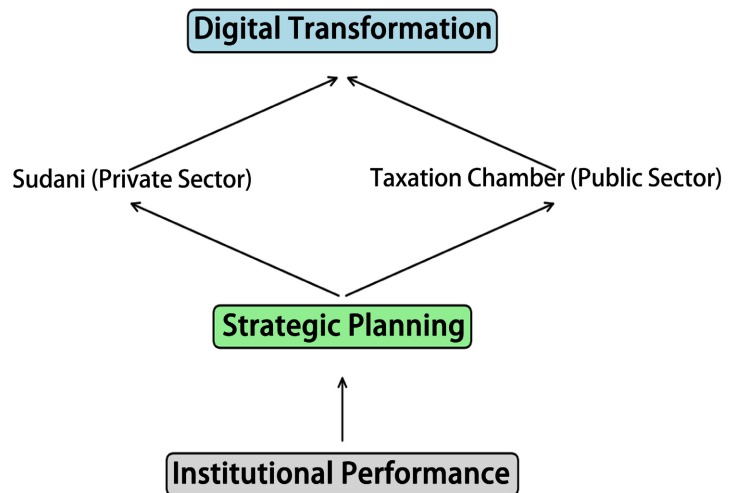 Digital Transformation
Sudani (Private Sector)
Taxation Chamber (Public Sector)
Strategic Planning
Institutional Performance